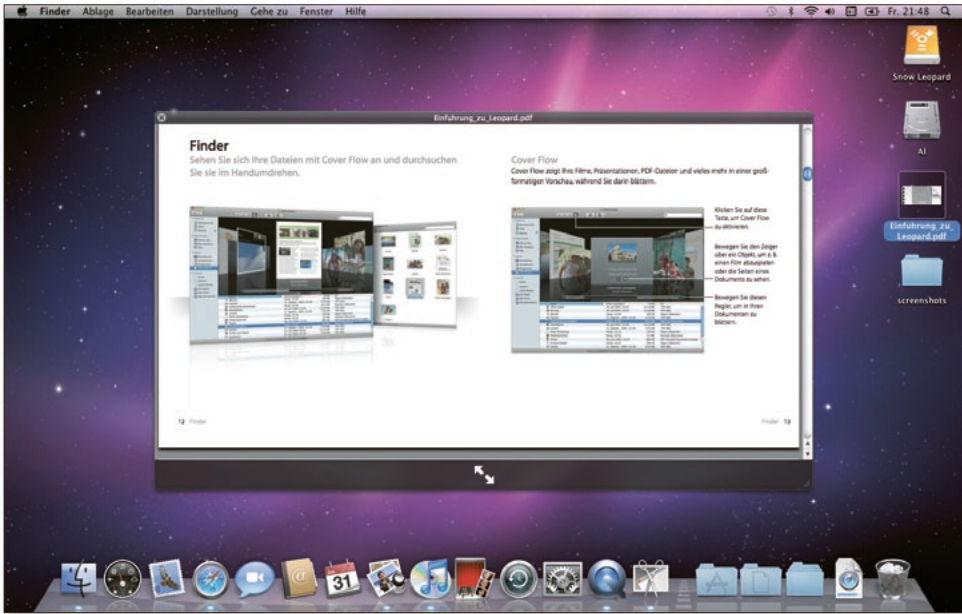 Finder Ablage Bearbeiten Darstellung Gehe zu Fenster Hilfe
Fr. 21:48
Snow Leopard
AI
Einfuhrung_zu_
Leopard.pdf
screenshots
Einfuhrung_zu_Leopard.pdf
Finder
Sehen Sie sich Ihre Dateien mit Cover Flow an und durchsuchen
Sie sie im Handumdrehen.
12 Finder
Cover Flow
Cover Flow zeigt Ihre Filme, Präsentationen, PDF-Dateien und vieles mehr in einer groß-
formatigen Vorschau, während Sie darin blättern.
Klicken Sie auf diese
Taste, um Cover Flow
zu aktivieren.
Bewegen Sie den Zeiger
über ein Objekt, um z. B.
einen Film abzuspielen
oder die Seiten eines
Dokuments zu sehen.
Bewegen Sie diesen
Regler, um in Ihren
Dokumenten zu
blättern.
Finder 13
31